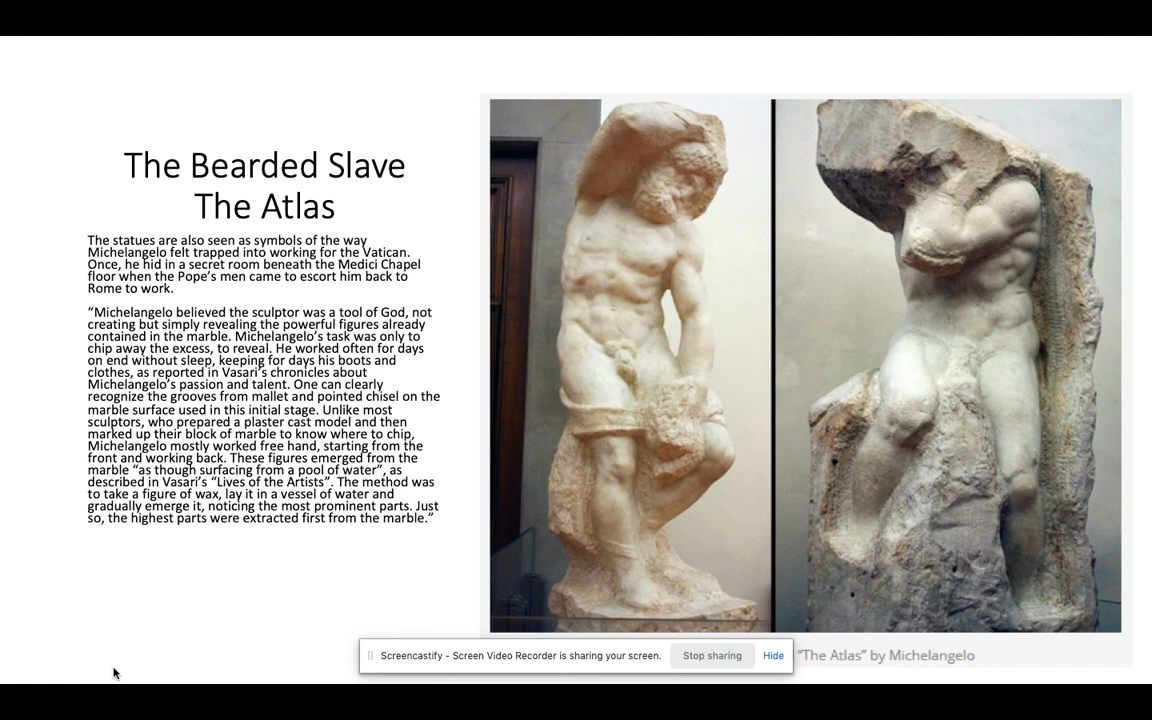 The Bearded Slave
The Atlas
The statues are also seen as symbols of the way
Michelangelo felt trapped into working for the Vatican.
Once, he hid in a secret room beneath the Medici Chapel
floor when the Pope’s men came to escort him back to
Rome to work.
“Michelangelo believed the sculptor was a tool of God, not
creating but simply revealing the powerful figures already
contained in the marble. Michelangelo’s task was only to
chip away the excess, to reveal. He worked often for days
on end without sleep, keeping for days his boots and
clothes, as reported in Vasari’s chronicles about
Michelangelo’s passion and talent. One can clearly
recognize the grooves from mallet and pointed chisel on the
marble surface used in this initial stage. Unlike most
sculptors, who prepared a plaster cast model and then
marked up their block of marble to know where to chip,
Michelangelo mostly worked free hand, starting from the
front and working back. These figures emerged from the
marble “as though surfacing from a pool of water”, as
described in Vasari’s “Lives of the Artists”. The method was
to take a figure of wax, lay it in a vessel of water and
gradually emerge it, noticing the most prominent parts. Just
so, the highest parts were extracted first from the marble.”
“The Atlas” by Michelangelo
Screencastify - Screen Video Recorder is sharing your screen. Stop sharing Hide